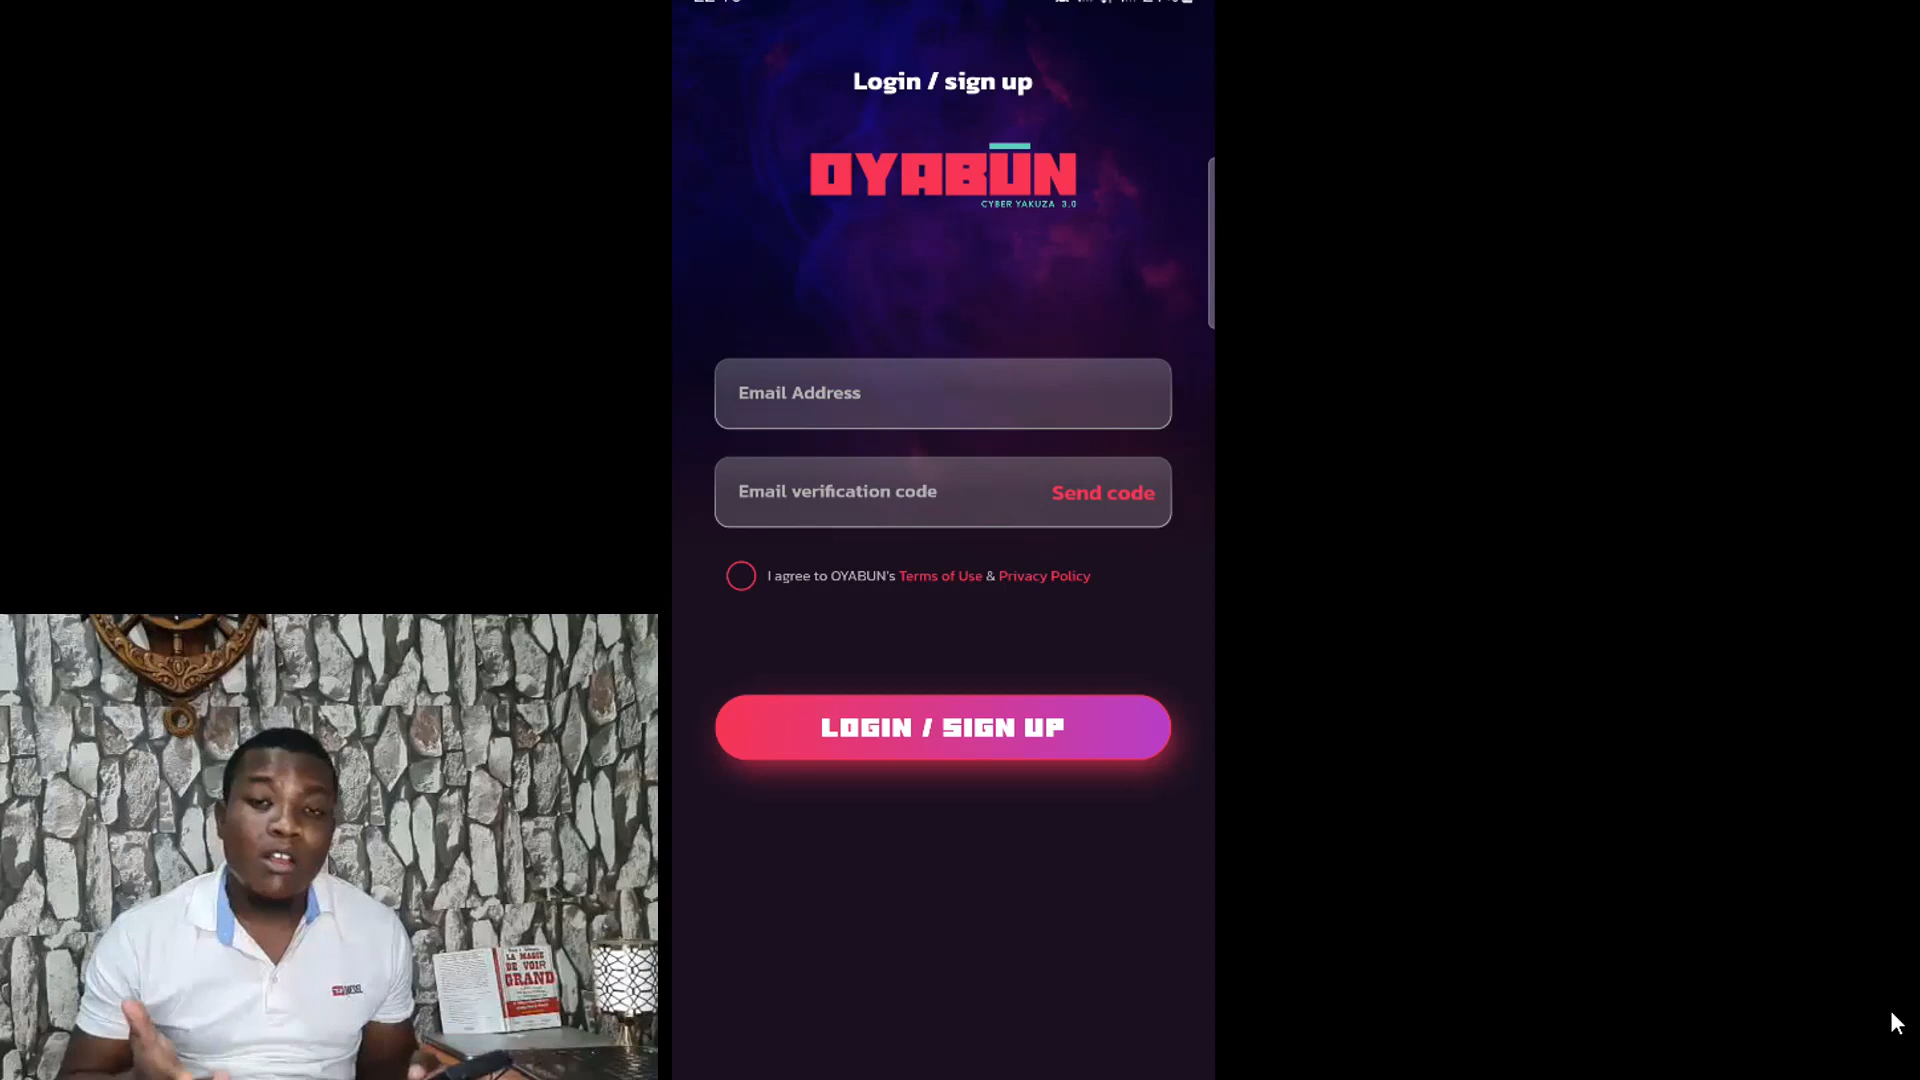 Login / sign up
OYABUN
CYBER YAKUZA 3.0
Email Address
Email verification code
Send code
I agree to OYABUN's Terms of Use & Privacy Policy
LOGIN / SIGN UP
LA MAGIE
DE VOIR
GRAND